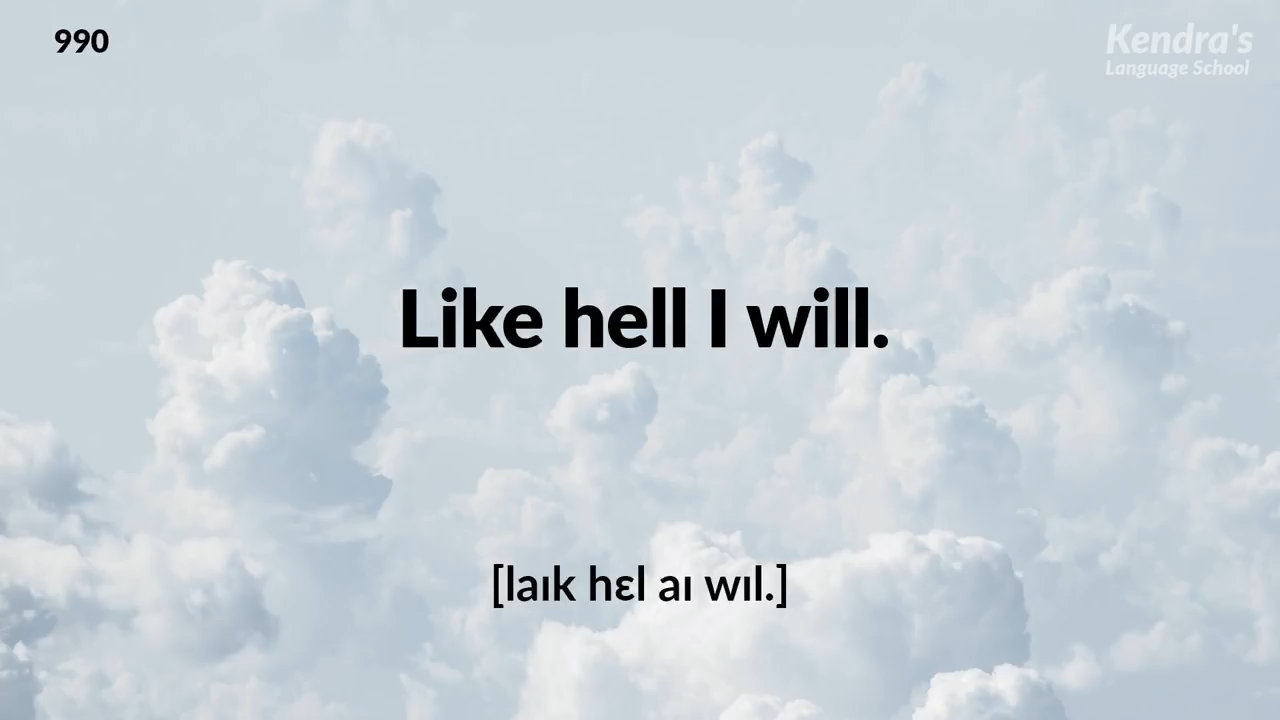 990
Kendra's
Language School
Like hell I will.
[laɪk hɛl aɪ wɪl.]